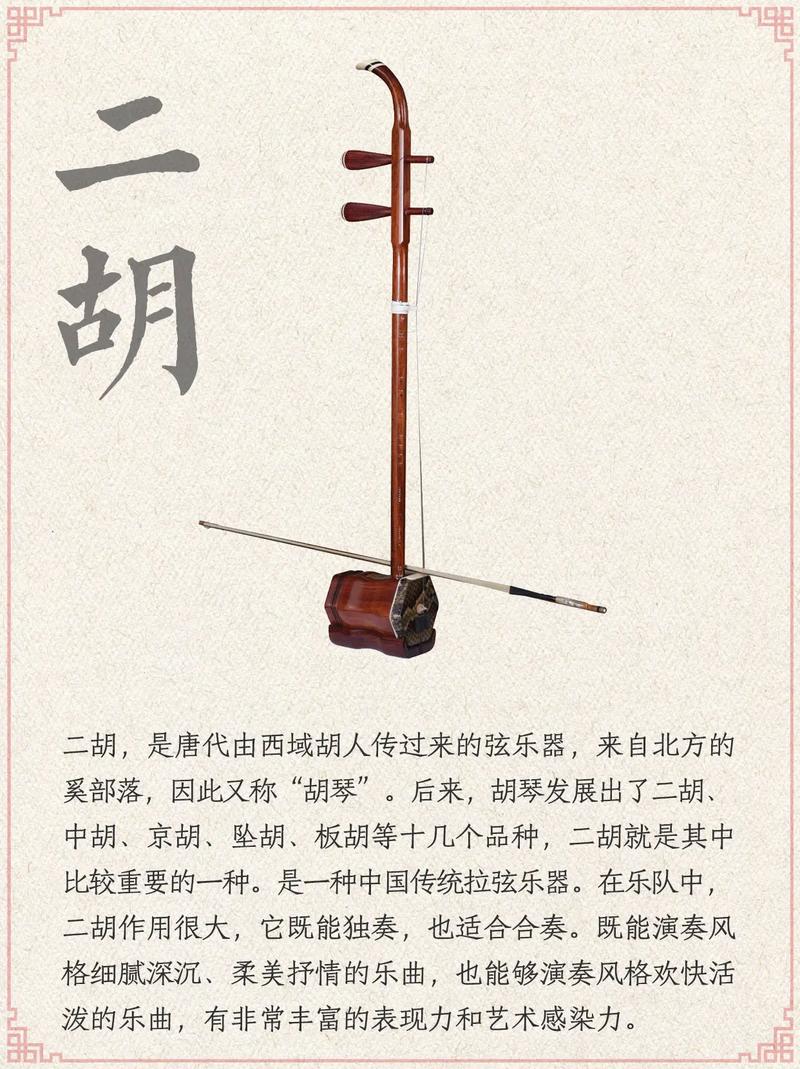 二胡
二胡，是唐代由西域胡人传过来的弦乐器，来自北方的
奚部落，因此又称“胡琴”。后来，胡琴发展出了二胡、
中胡、京胡、坠胡、板胡等十几个品种，二胡就是其中
比较重要的一种。是一种中国传统拉弦乐器。在乐队中，
二胡作用很大，它既能独奏，也适合合奏。既能演奏风
格细腻深沉、柔美抒情的乐曲，也能够演奏风格欢快活
泼的乐曲，有非常丰富的表现力和艺术感染力。